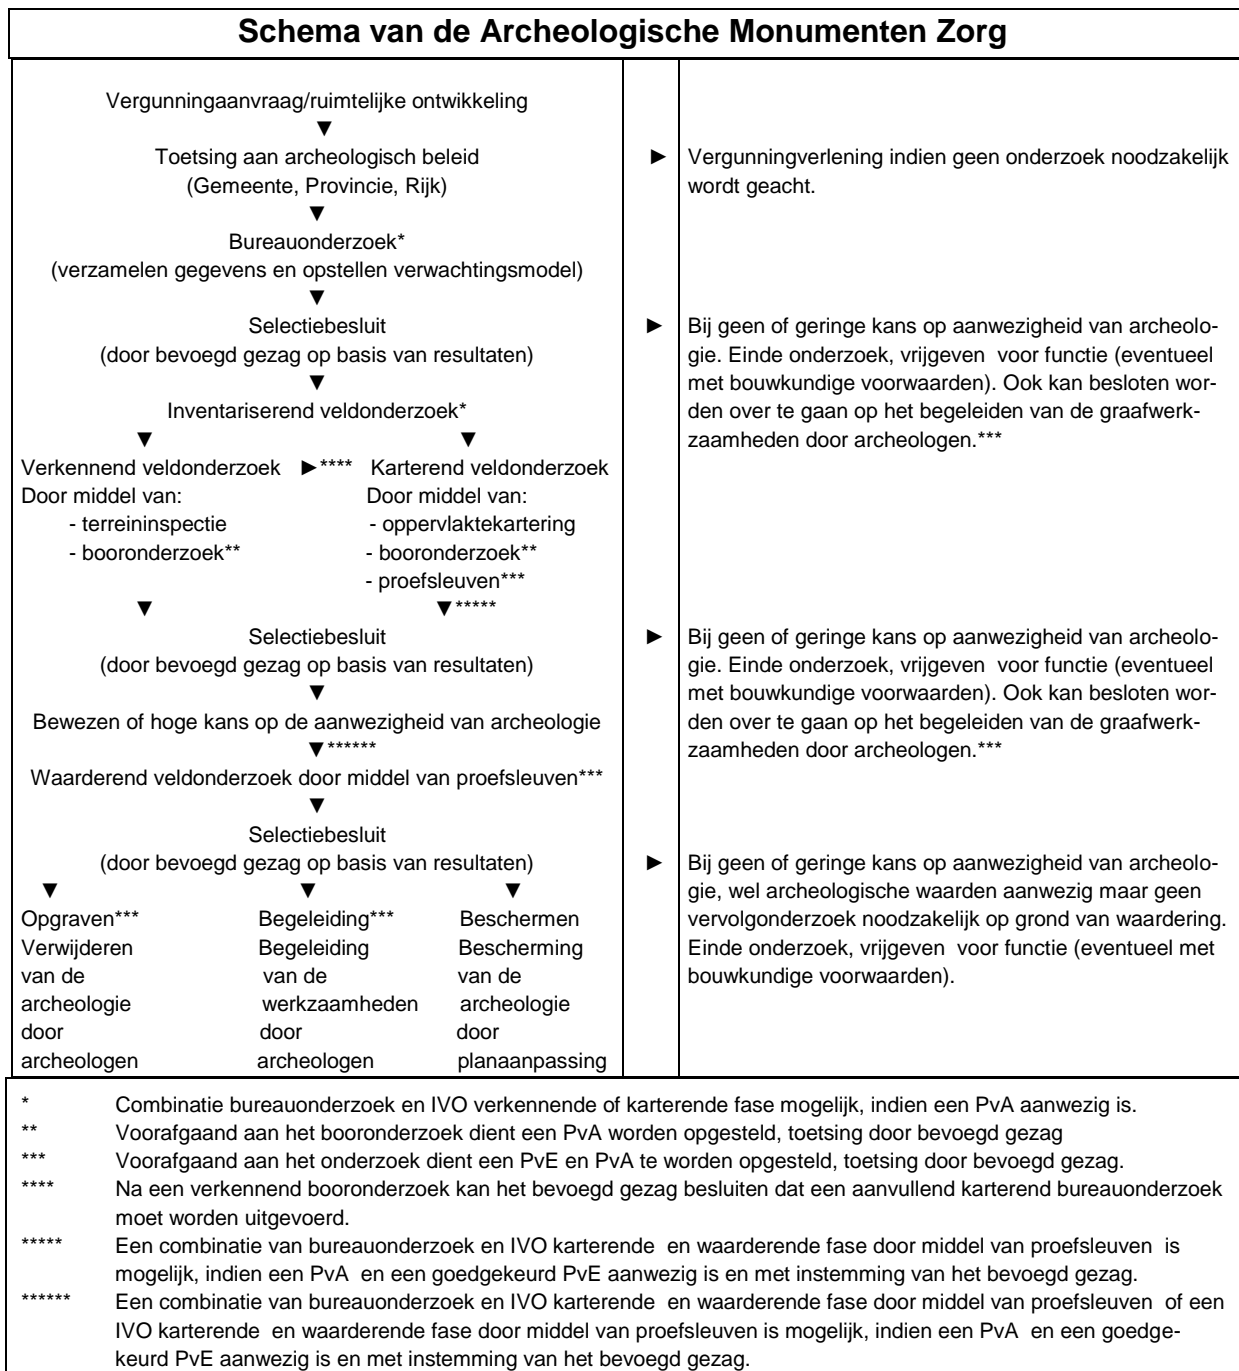 Schema van de Archeologische Monumenten Zorg
Vergunningaanvraag/ruimtelijke ontwikkeling
▼
Toetsing aan archeologisch beleid
(Gemeente, Provincie, Rijk)
► Vergunningverlening indien geen onderzoek noodzakelijk
wordt geacht.
▼
Bureauonderzoek*
(verzamelen gegevens en opstellen verwachtingsmodel)
▼
Selectiebesluit
(door bevoegd gezag op basis van resultaten)
► Bij geen of geringe kans op aanwezigheid van archeolo-
gie. Einde onderzoek, vrijgeven voor functie (eventueel
met bouwkundige voorwaarden). Ook kan besloten wor-
den over te gaan op het begeleiden van de graafwerk-
zaamheden door archeologen.***
▼
Inventariserend veldonderzoek*
▼ ▼
Verkennend veldonderzoek ►**** Karterend veldonderzoek
Door middel van: Door middel van:
- terreininspectie - oppervlaktekartering
- booronderzoek** - booronderzoek**
- proefsleuven***
▼ ▼*****
Selectiebesluit
(door bevoegd gezag op basis van resultaten)
► Bij geen of geringe kans op aanwezigheid van archeolo-
gie. Einde onderzoek, vrijgeven voor functie (eventueel
met bouwkundige voorwaarden). Ook kan besloten wor-
den over te gaan op het begeleiden van de graafwerk-
zaamheden door archeologen.***
▼
Bewezen of hoge kans op de aanwezigheid van archeologie
▼******
Waarderend veldonderzoek door middel van proefsleuven***
▼
Selectiebesluit
(door bevoegd gezag op basis van resultaten)
► Bij geen of geringe kans op aanwezigheid van archeolo-
gie, wel archeologische waarden aanwezig maar geen
vervolgonderzoek noodzakelijk op grond van waardering.
Einde onderzoek, vrijgeven voor functie (eventueel met
bouwkundige voorwaarden).
▼ ▼ ▼
Opgraven*** Begeleiding*** Beschermen
Verwijderen Begeleiding Bescherming
van de van de van de
archeologie werkzaamheden archeologie
door door door
archeologen archeologen planaanpassing
* Combinatie bureauonderzoek en IVO verkennende of karterende fase mogelijk, indien een PvA aanwezig is.
** Voorafgaand aan het booronderzoek dient een PvA worden opgesteld, toetsing door bevoegd gezag
*** Voorafgaand aan het onderzoek dient een PvE en PvA te worden opgesteld, toetsing door bevoegd gezag.
**** Na een verkennend booronderzoek kan het bevoegd gezag besluiten dat een aanvullend karterend bureauonderzoek
moet worden uitgevoerd.
***** Een combinatie van bureauonderzoek en IVO karterende en waarderende fase door middel van proefsleuven is
mogelijk, indien een PvA en een goedgekeurd PvE aanwezig is en met instemming van het bevoegd gezag.
****** Een combinatie van bureauonderzoek en IVO karterende en waarderende fase door middel van proefsleuven of een
IVO karterende en waarderende fase door middel van proefsleuven is mogelijk, indien een PvA en een goedge-
keurd PvE aanwezig is en met instemming van het bevoegd gezag.